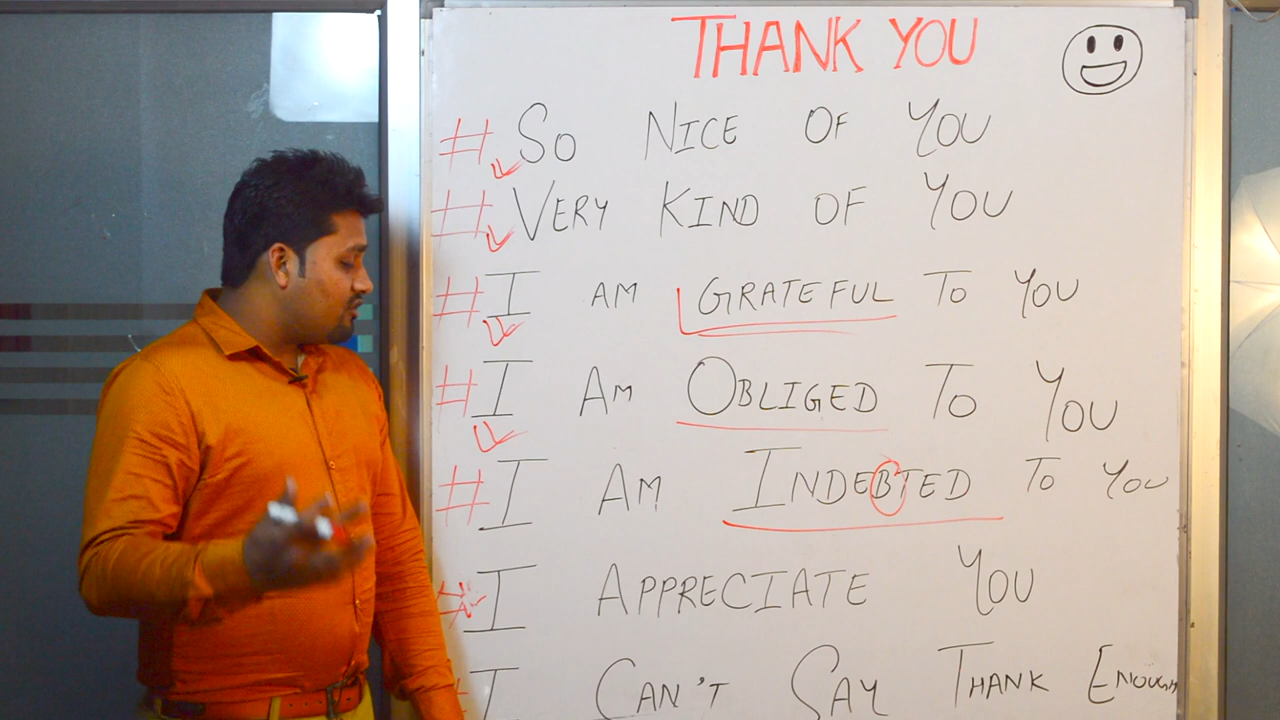 THANK YOU
# So NICE OF YOU
# VERY KIND OF YOU
# I AM GRATEFUL TO YOU
# I AM OBLIGED TO YOU
# I AM INDEBTED TO YOU
# I APPRECIATE YOU
# I CAN'T SAY THANK ENOUGH